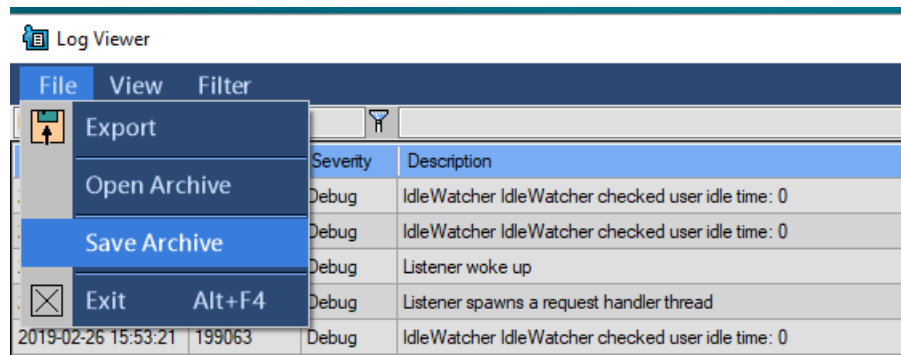 Log Viewer
File View Filter
Export
Severity Description
Open Archive
Debug IdleWatcher IdleWatcher checked user idle time: 0
Debug IdleWatcher IdleWatcher checked user idle time: 0
Save Archive
Debug Listener woke up
Exit Alt+F4
Debug Listener spawns a request handler thread
2019-02-26 15:53:21 199063 Debug IdleWatcher IdleWatcher checked user idle time: 0